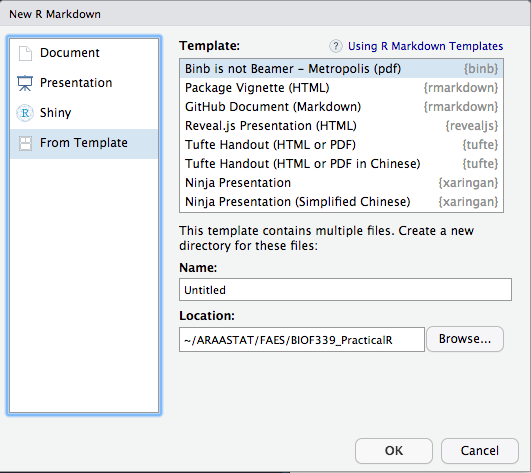 New R Markdown
Document
Presentation
Shiny
From Template
Template:
? Using R Markdown Templates
Binb is not Beamer - Metropolis (pdf) {binb}
Package Vignette (HTML) {rmarkdown}
GitHub Document (Markdown) {rmarkdown}
Reveal.js Presentation (HTML) {revealjs}
Tufte Handout (HTML or PDF) {tufte}
Tufte Handout (HTML or PDF in Chinese) {tufte}
Ninja Presentation {xaringan}
Ninja Presentation (Simplified Chinese) {xaringan}
This template contains multiple files. Create a new
directory for these files:
Name:
Untitled
Location:
~/ARAASTAT/FAES/BIOF339_PracticalR
Browse...
OK
Cancel